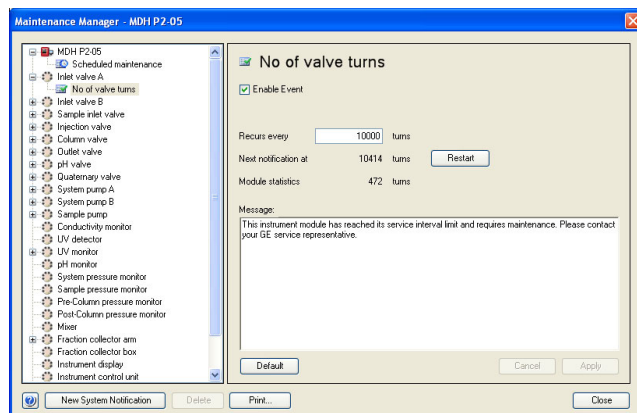 Maintenance Manager - MDH P2-05
MDH P2-05
Scheduled maintenance
Inlet valve A
No of valve turns
Inlet valve B
Sample inlet valve
Injection valve
Column valve
Outlet valve
pH valve
Quaternary valve
System pump A
System pump B
Sample pump
Conductivity monitor
UV detector
UV monitor
pH monitor
System pressure monitor
Pre-Column pressure monitor
Post-Column pressure monitor
Mixer
Fraction collector arm
Fraction collector box
Instrument display
Instrument control unit
No of valve turns
Enable Event
Recurs every 10000 turns
Next notification at 10414 turns Restart
Module statistics 472 turns
Message:
This instrument module has reached its service interval limit and requires maintenance. Please contact
your GE service representative.
Default Cancel Apply
? New System Notification Delete Print... Close